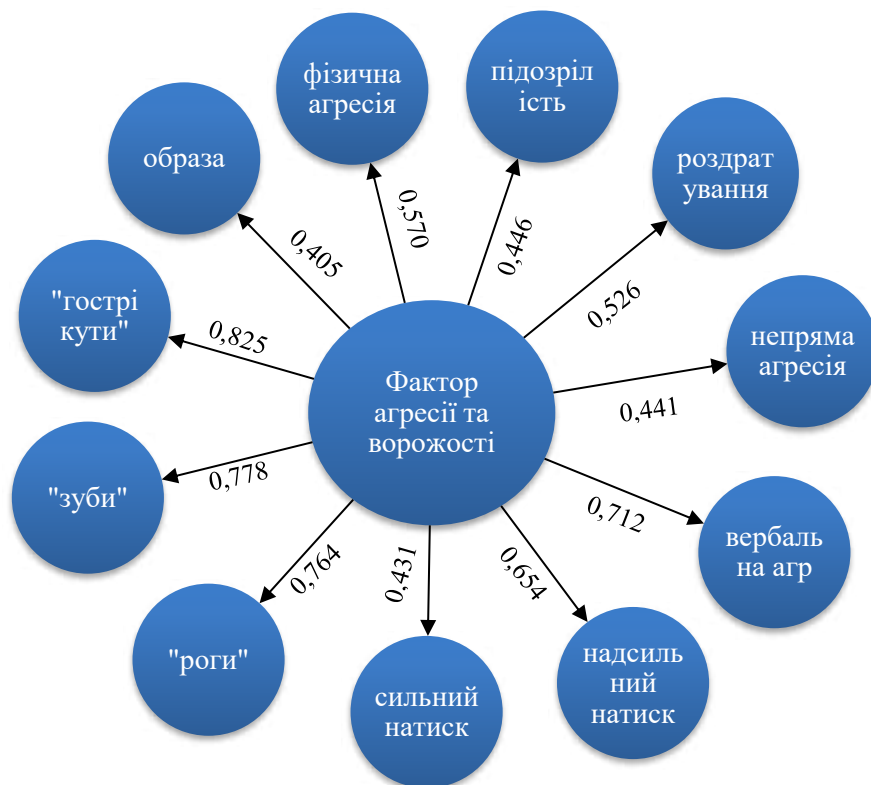 фізична
агресія
підозріл
ість
образа
роздрат
ування
0,570
0,446
0,405
0,526
"гострі
кути"
0,825
непряма
агресія
Фактор
агресії та
ворожості
0,441
"зуби"
0,778
0,712
вербаль
на агр
0,764
0,431
0,654
"роги"
сильний
натиск
надсиль
ний
натиск